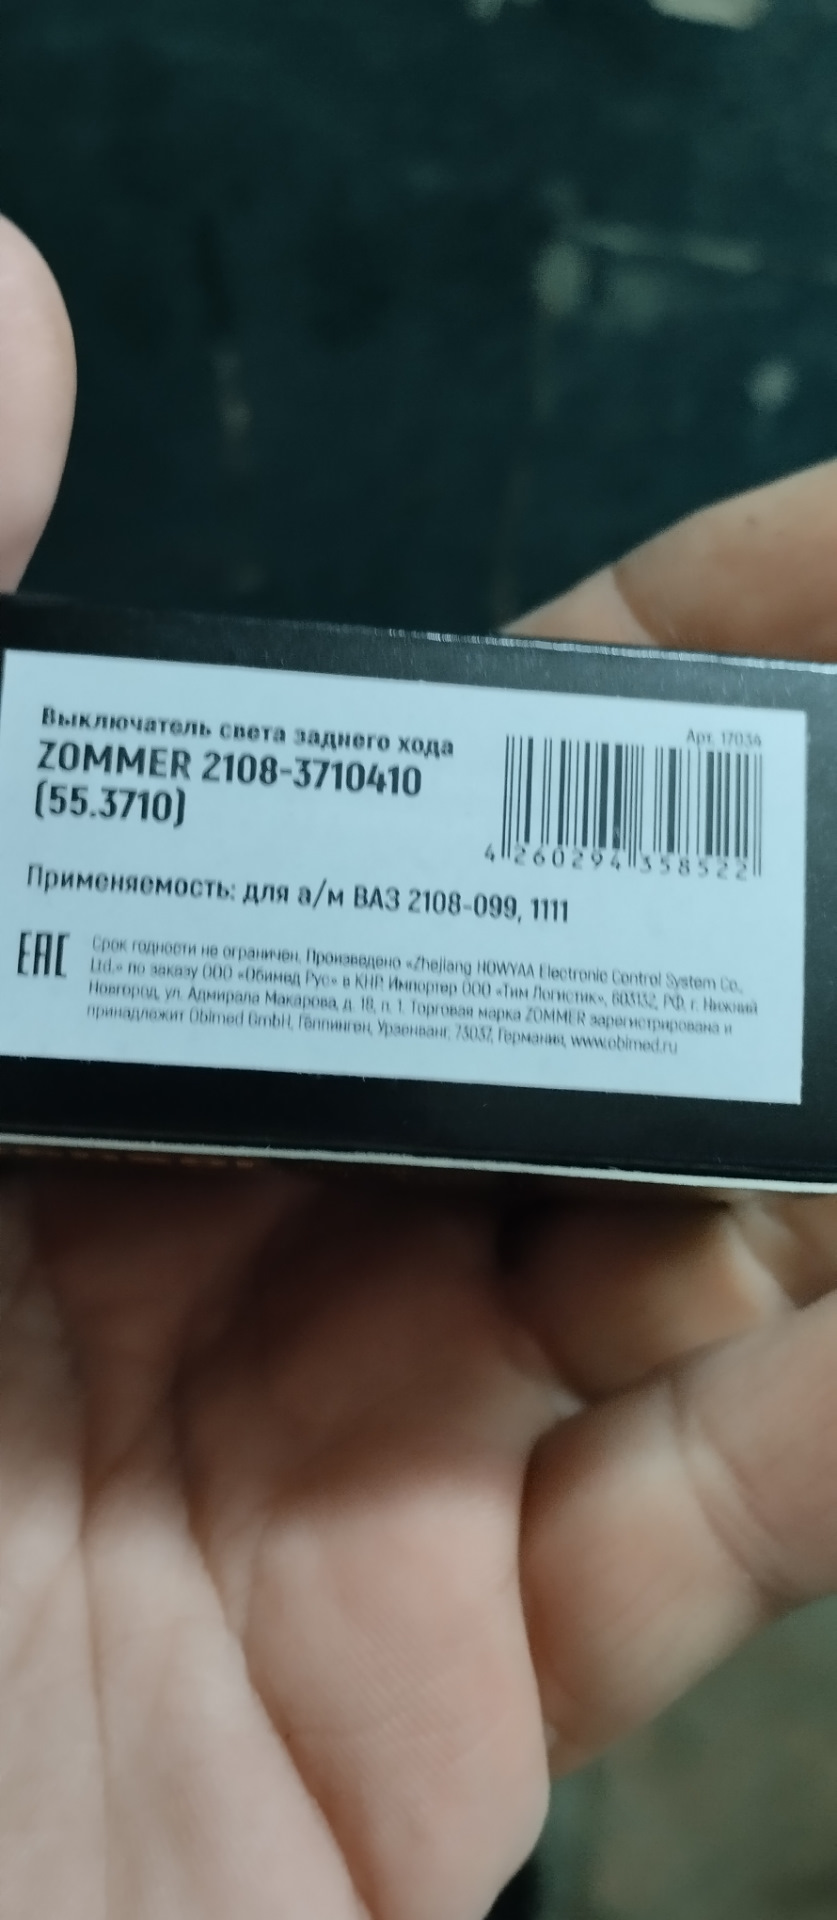 Выключатель света заднего хода
ZOMMER 2108-3710410
(55.3710)
Арт. 17034
4 260294 358522
Применяемость: для а/м ВАЗ 2108-099, 1111
EAC
Срок годности не ограничен. Произведено «Zhejiang HOWYAA Electronic Control System Co.,
Ltd.» по заказу ООО «Обимед Рус» в КНР. Импортер ООО «Тим Логистик», 603132, РФ, г. Нижний
Новгород, ул. Адмирала Макарова, д. 18, п. 1. Торговая марка ZOMMER зарегистрирована и
принадлежит Obimed GmbH, Гёппинген, 73037, Германия, www.obimed.ru